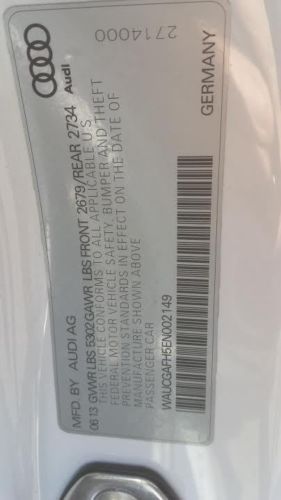 Audi
2714000
MFD BY AUDI AG
06 13 GVWR LBS 5302 GAWR LBS FRONT 2679/REAR 2734
THIS VEHICLE CONFORMS TO ALL APPLICABLE U.S.
FEDERAL MOTOR VEHICLE SAFETY, BUMPER AND THEFT
PREVENTION STANDARDS IN EFFECT ON THE DATE OF
MANUFACTURE SHOWN ABOVE
PASSENGER CAR
WAUCGAFH5EN002149
GERMANY